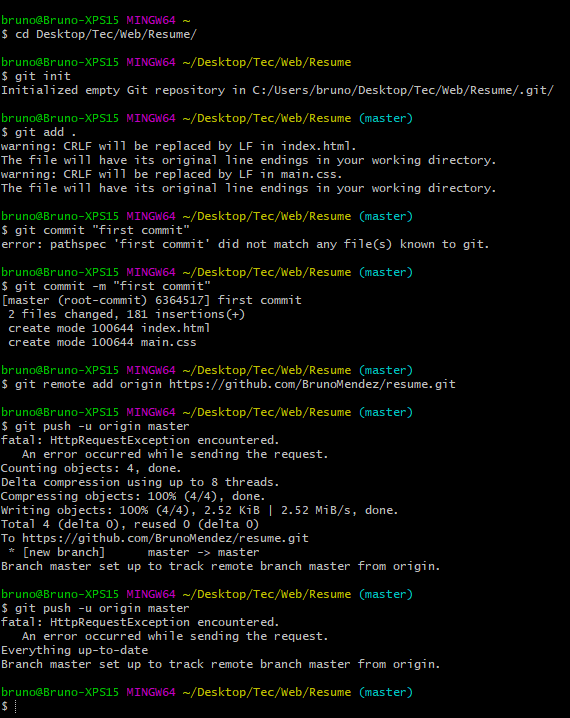 bruno@Bruno-XPS15 MINGW64 ~
$ cd Desktop/Tec/Web/Resume/
bruno@Bruno-XPS15 MINGW64 ~/Desktop/Tec/Web/Resume
$ git init
Initialized empty Git repository in C:/Users/bruno/Desktop/Tec/Web/Resume/.git/
bruno@Bruno-XPS15 MINGW64 ~/Desktop/Tec/Web/Resume (master)
$ git add .
warning: CRLF will be replaced by LF in index.html.
The file will have its original line endings in your working directory.
warning: CRLF will be replaced by LF in main.css.
The file will have its original line endings in your working directory.
bruno@Bruno-XPS15 MINGW64 ~/Desktop/Tec/Web/Resume (master)
$ git commit "first commit"
error: pathspec 'first commit' did not match any file(s) known to git.
bruno@Bruno-XPS15 MINGW64 ~/Desktop/Tec/Web/Resume (master)
$ git commit -m "first commit"
[master (root-commit) 6364517] first commit
 2 files changed, 181 insertions(+)
 create mode 100644 index.html
 create mode 100644 main.css
bruno@Bruno-XPS15 MINGW64 ~/Desktop/Tec/Web/Resume (master)
$ git remote add origin https://github.com/BrunoMendez/resume.git
bruno@Bruno-XPS15 MINGW64 ~/Desktop/Tec/Web/Resume (master)
$ git push -u origin master
fatal: HttpRequestException encountered.
   An error occurred while sending the request.
Counting objects: 4, done.
Delta compression using up to 8 threads.
Compressing objects: 100% (4/4), done.
Writing objects: 100% (4/4), 2.52 KiB | 2.52 MiB/s, done.
Total 4 (delta 0), reused 0 (delta 0)
To https://github.com/BrunoMendez/resume.git
 * [new branch]      master -> master
Branch master set up to track remote branch master from origin.
bruno@Bruno-XPS15 MINGW64 ~/Desktop/Tec/Web/Resume (master)
$ git push -u origin master
fatal: HttpRequestException encountered.
   An error occurred while sending the request.
Everything up-to-date
Branch master set up to track remote branch master from origin.
bruno@Bruno-XPS15 MINGW64 ~/Desktop/Tec/Web/Resume (master)
$